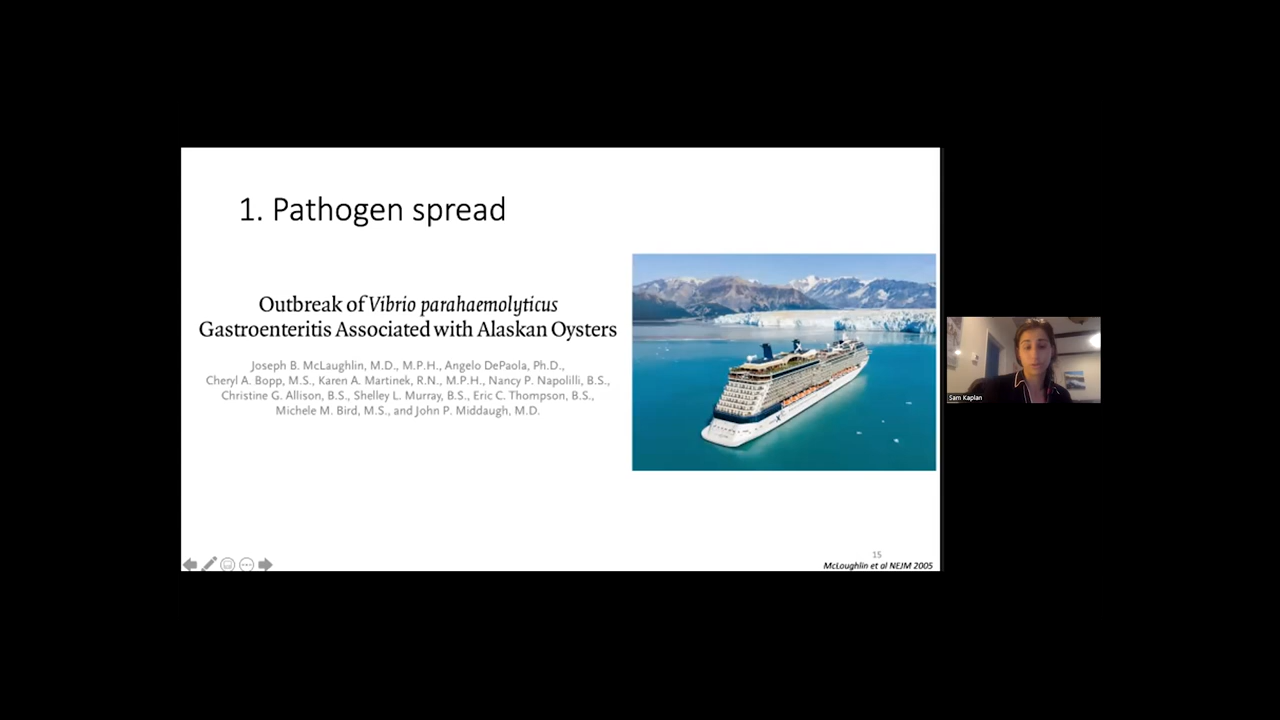 1. Pathogen spread
Outbreak of Vibrio parahaemolyticus
Gastroenteritis Associated with Alaskan Oysters
Joseph B. McLaughlin, M.D., M.P.H., Angelo DePaola, Ph.D.,
Cheryl A. Bopp, M.S., Karen A. Martinek, R.N., M.P.H., Nancy P. Napolilli, B.S.,
Christine G. Allison, B.S., Shelley L. Murray, B.S., Eric C. Thompson, B.S.,
Michele M. Bird, M.S., and John P. Middaugh, M.D.
Sam Kaplan
15
McLoughlin et al NEJM 2005